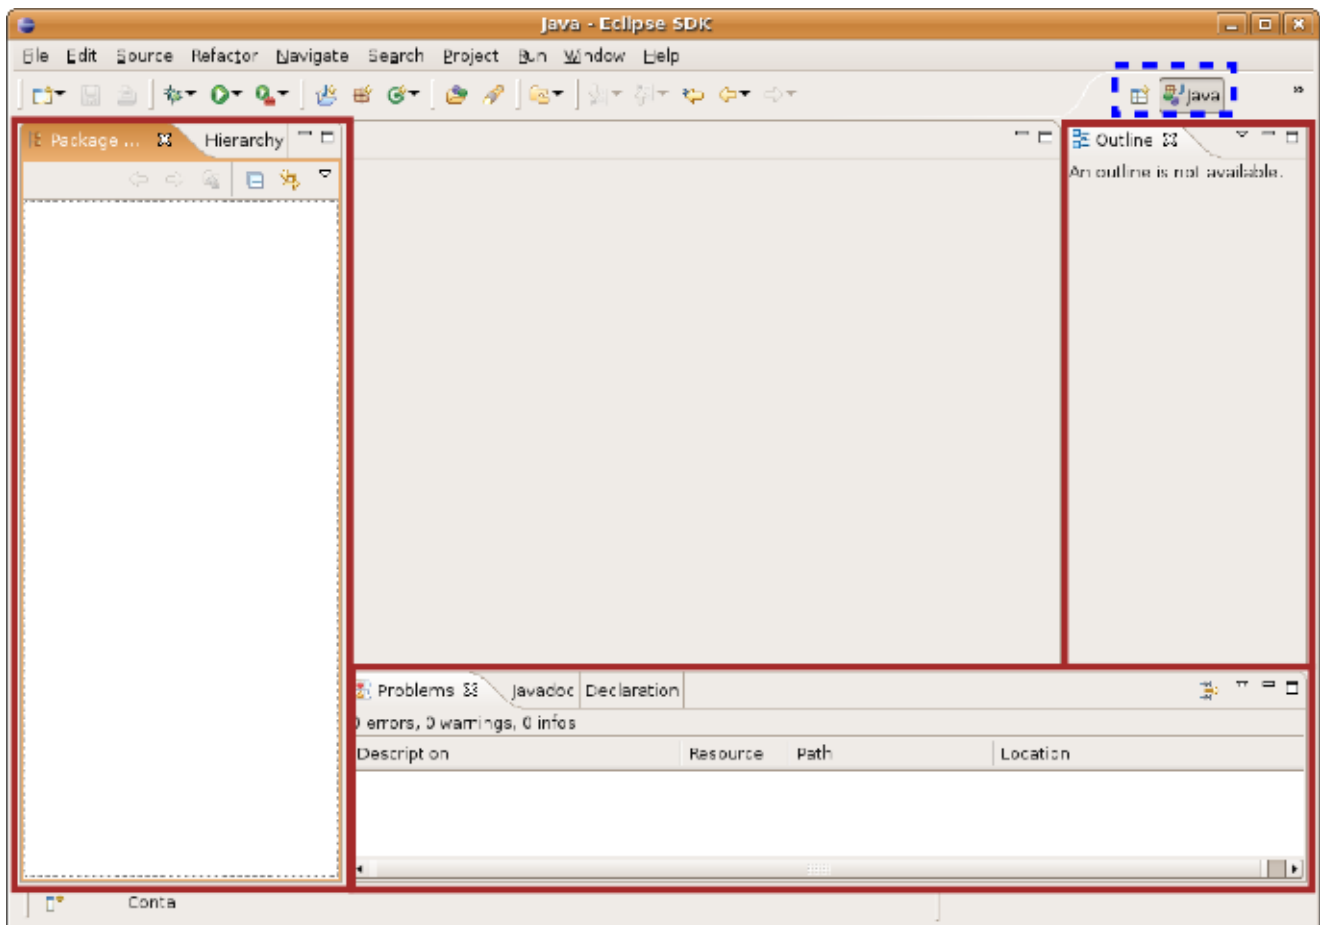 Java - Eclipse SDK
File Edit Source Refactor Navigate Search Project Run Window Help
Java
Package ... Hierarchy
Outline
An outline is not available.
Problems Javadoc Declaration
0 errors, 0 warnings, 0 infos
Description Resource Path Location
Conta